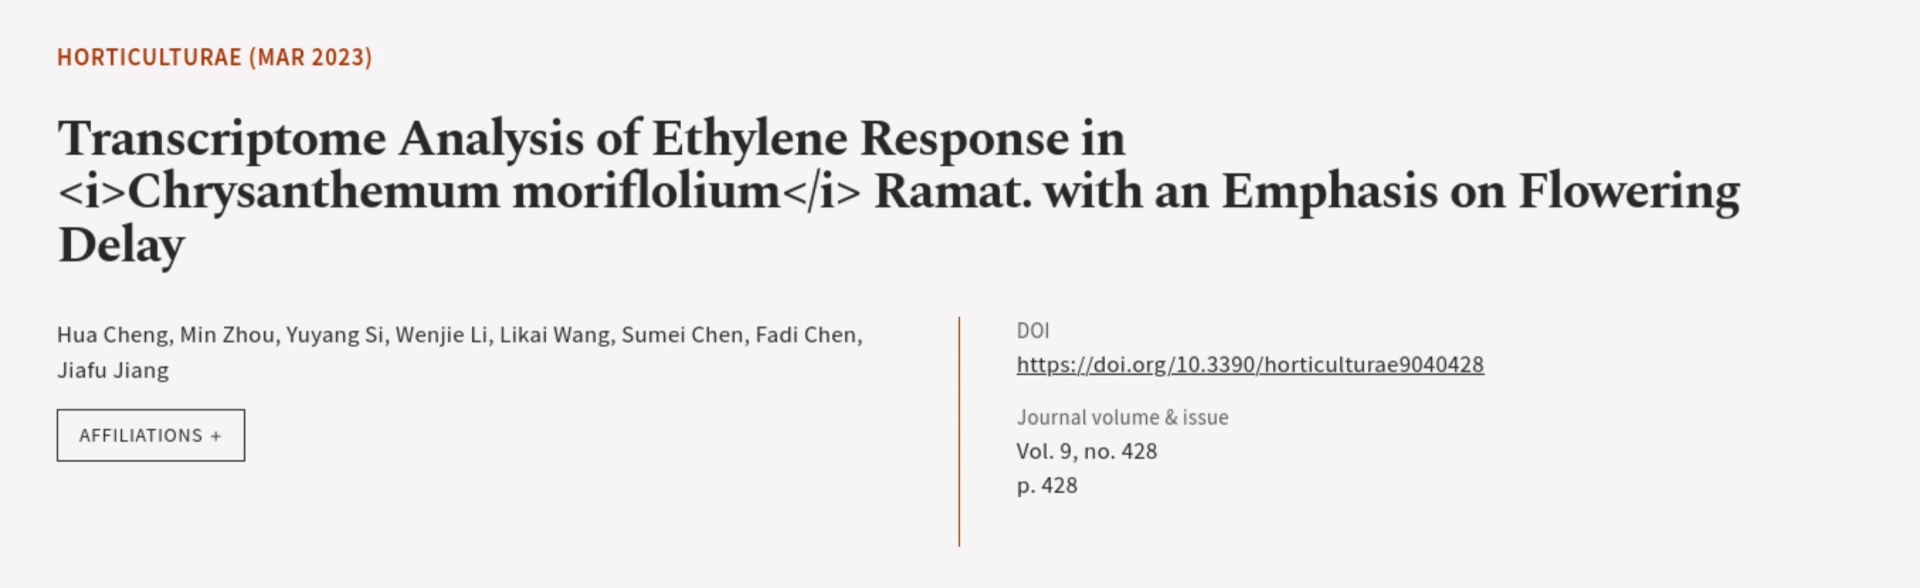 HORTICULTURAE (MAR 2023)
Transcriptome Analysis of Ethylene Response in
<i>Chrysanthemum moriflolium</i> Ramat. with an Emphasis on Flowering
Delay
Hua Cheng, Min Zhou, Yuyang Si, Wenjie Li, Likai Wang, Sumei Chen, Fadi Chen,
Jiafu Jiang
AFFILIATIONS +
DOI
https://doi.org/10.3390/horticulturae9040428
Journal volume & issue
Vol. 9, no. 428
p. 428